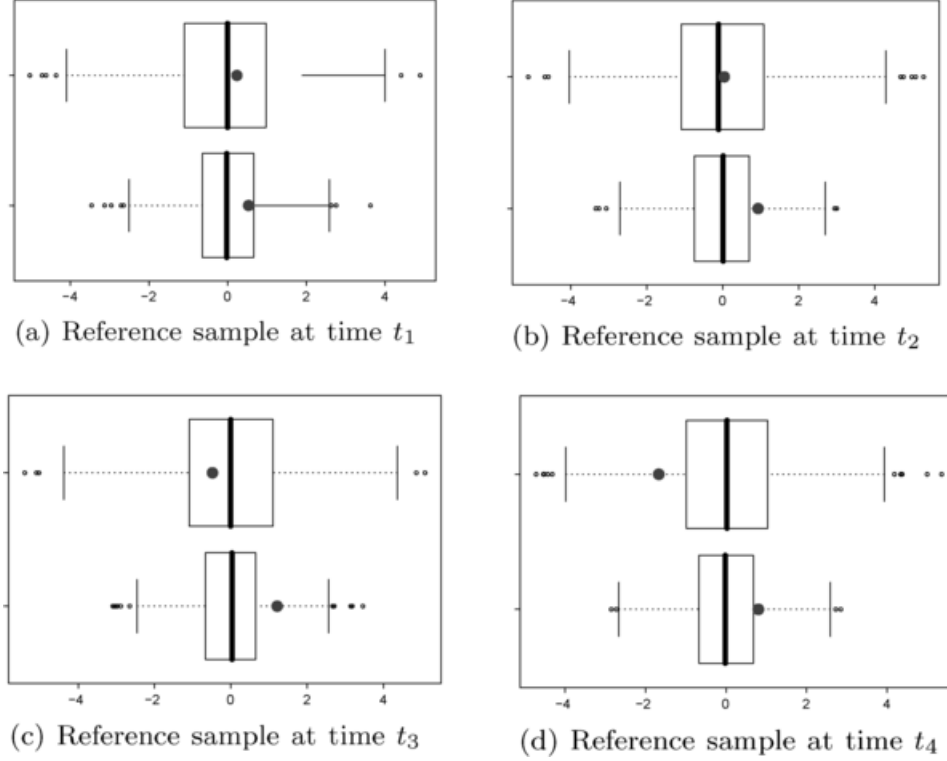 −4 −2 0 2 4
−4 −2 0 2 4
(a) Reference sample at time t₁
(b) Reference sample at time t₂
−4 −2 0 2 4
−4 −2 0 2 4
(c) Reference sample at time t₃
(d) Reference sample at time t₄